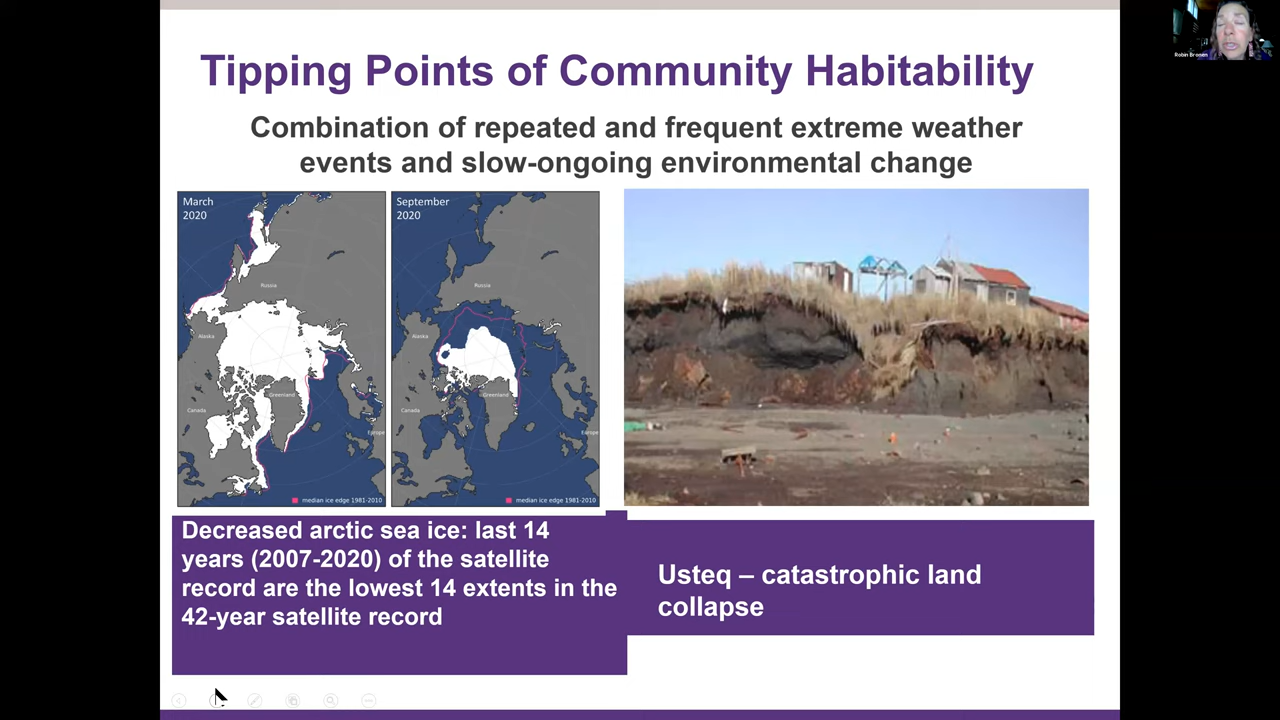 Tipping Points of Community Habitability
Combination of repeated and frequent extreme weather
events and slow-ongoing environmental change
March
2020
Russia
Alaska
Canada
Greenland
Europe
median ice edge 1981-2010
September
2020
Russia
Alaska
Canada
Greenland
Europe
median ice edge 1981-2010
Decreased arctic sea ice: last 14
years (2007-2020) of the satellite
record are the lowest 14 extents in the
42-year satellite record
Usteq – catastrophic land
collapse
Robin Bronen